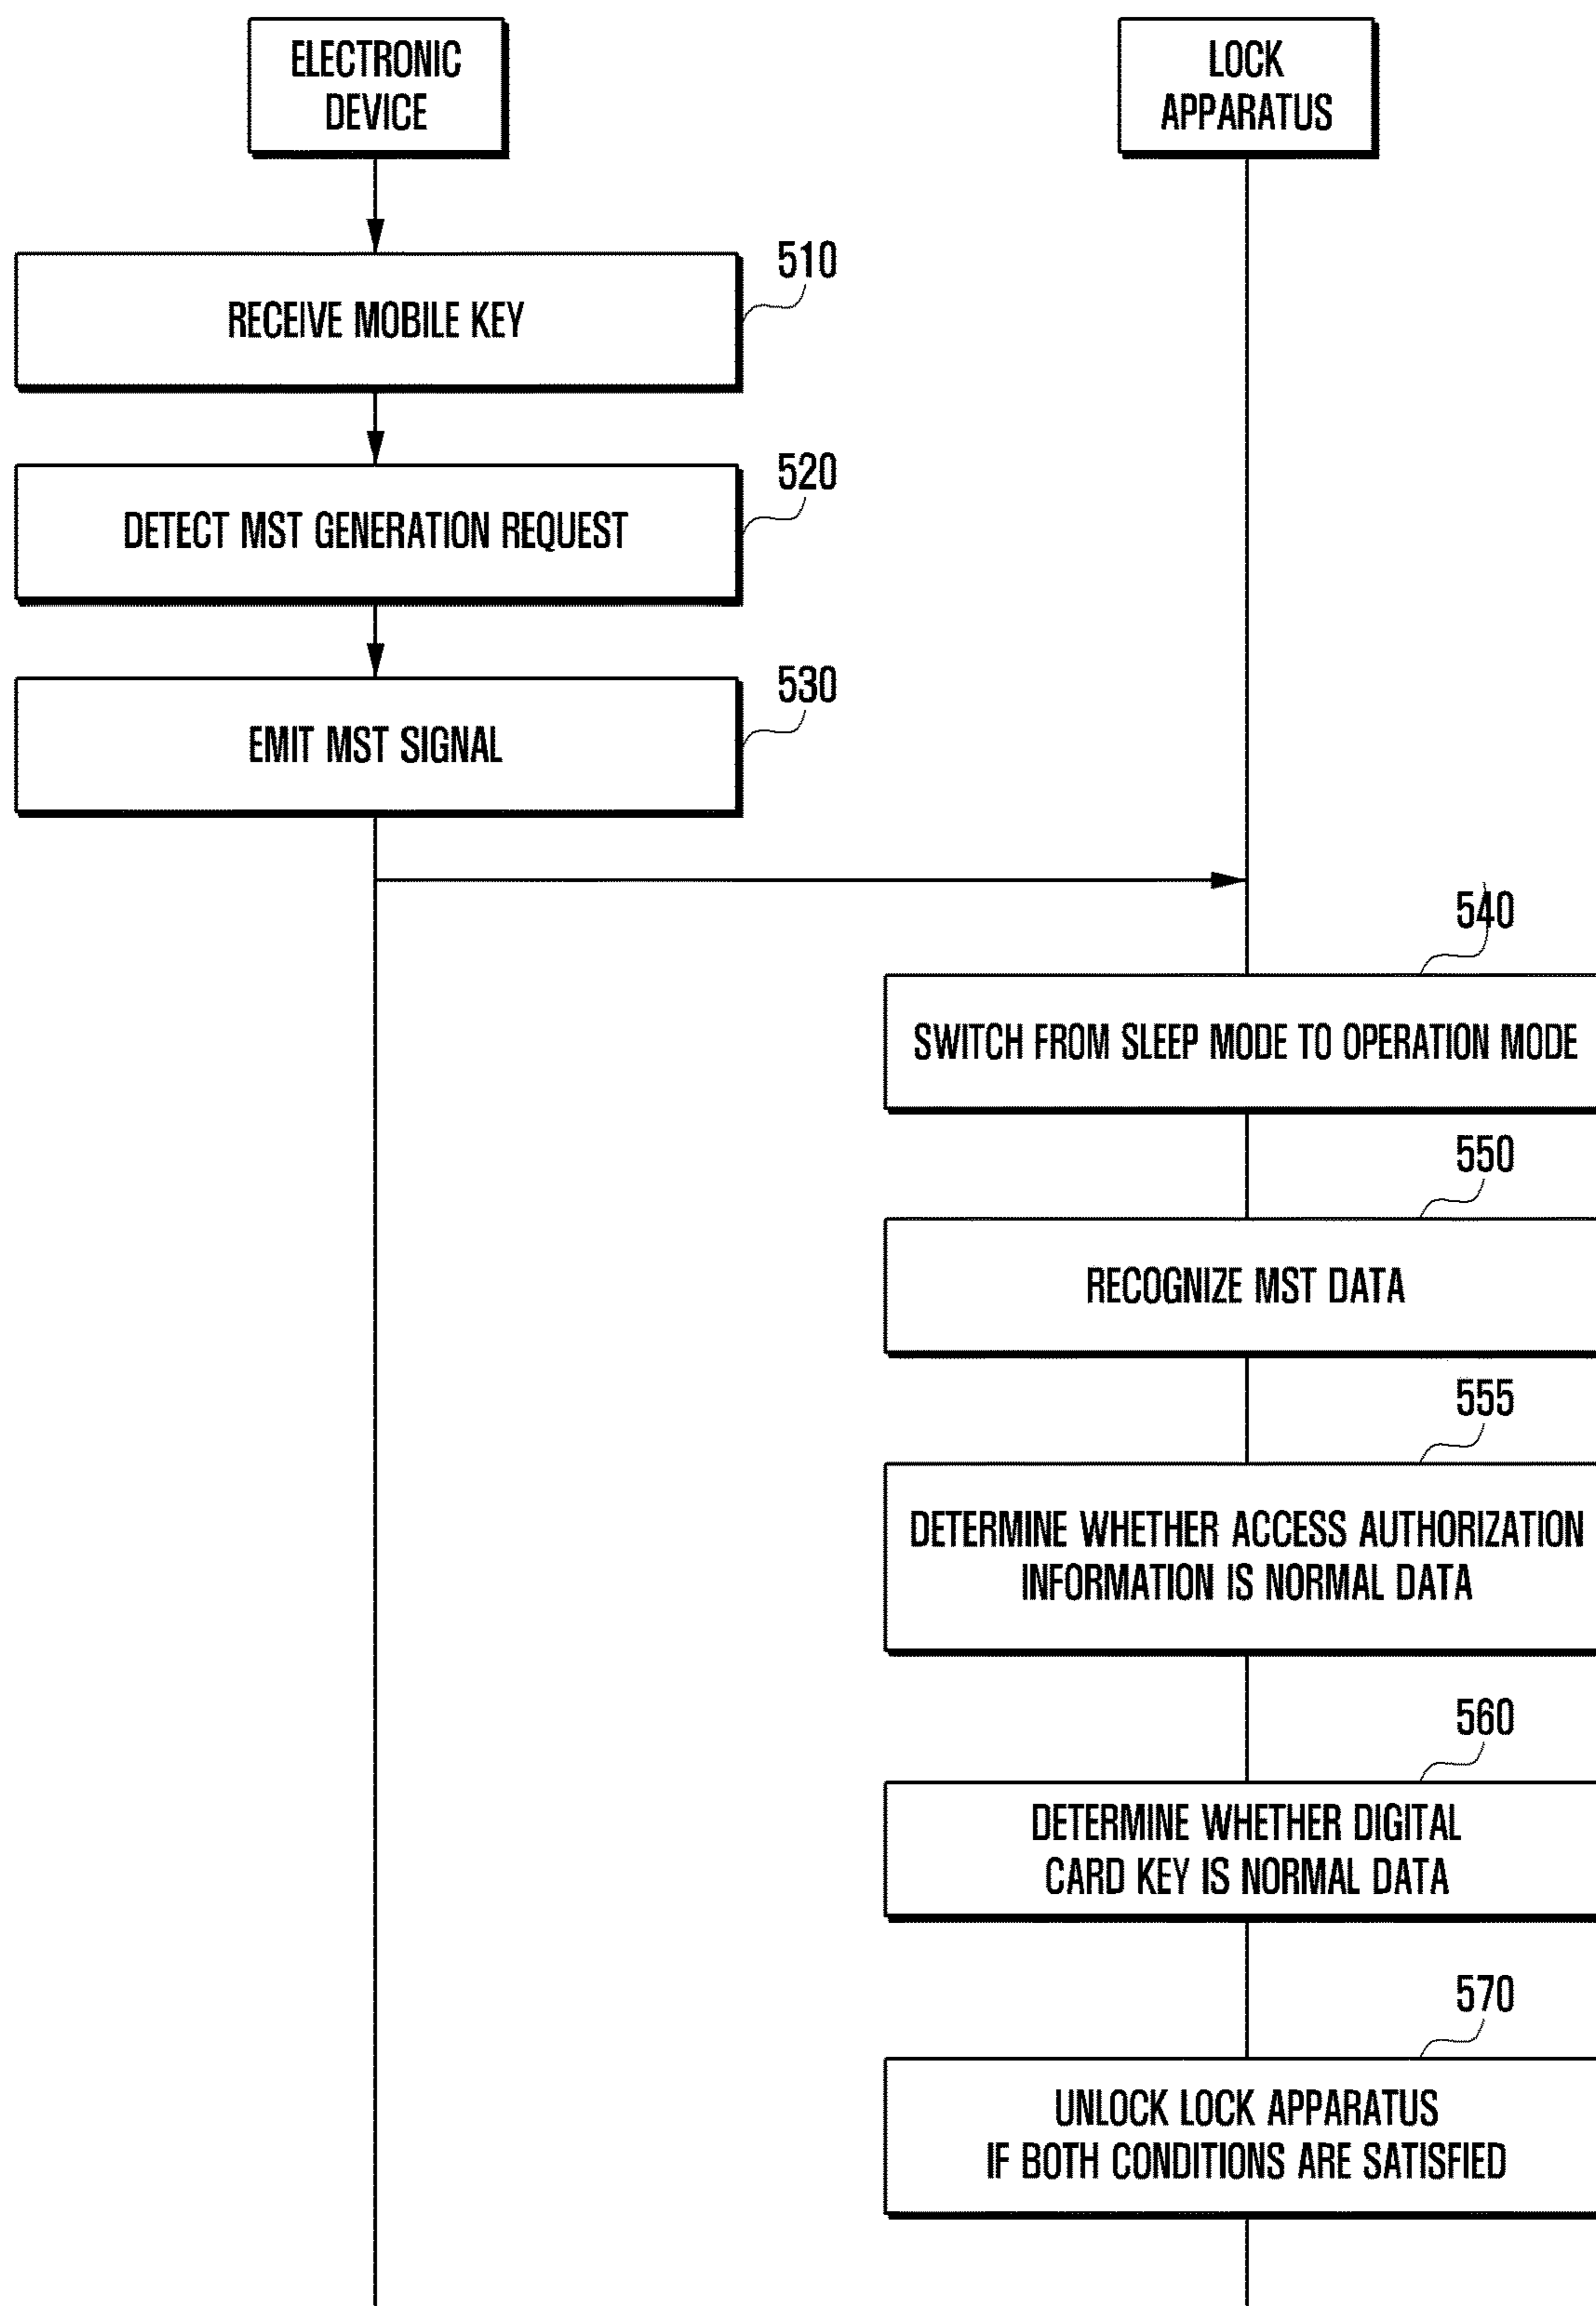 ELECTRONIC
DEVICE
LOCK
APPARATUS
510
RECEIVE MOBILE KEY
520
DETECT MST GENERATION REQUEST
530
EMIT MST SIGNAL
540
SWITCH FROM SLEEP MODE TO OPERATION MODE
550
RECOGNIZE MST DATA
555
DETERMINE WHETHER ACCESS AUTHORIZATION
INFORMATION IS NORMAL DATA
560
DETERMINE WHETHER DIGITAL
CARD KEY IS NORMAL DATA
570
UNLOCK LOCK APPARATUS
IF BOTH CONDITIONS ARE SATISFIED